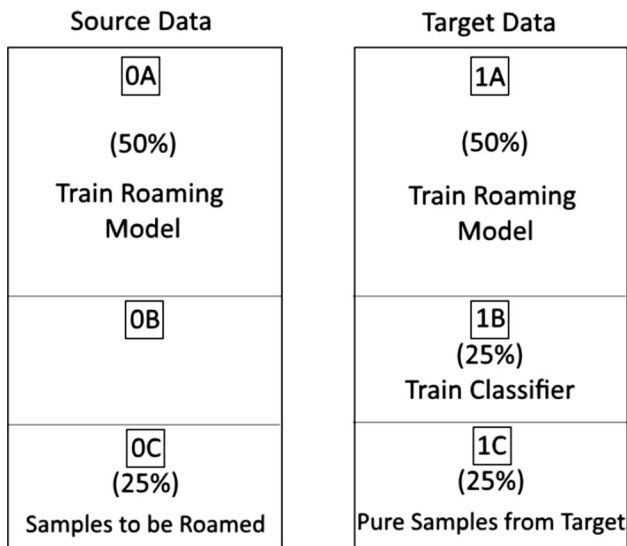 Source Data
0A
(50%)
Train Roaming
Model
0B
0C
(25%)
Samples to be Roamed
Target Data
1A
(50%)
Train Roaming
Model
1B
(25%)
Train Classifier
1C
(25%)
Pure Samples from Target